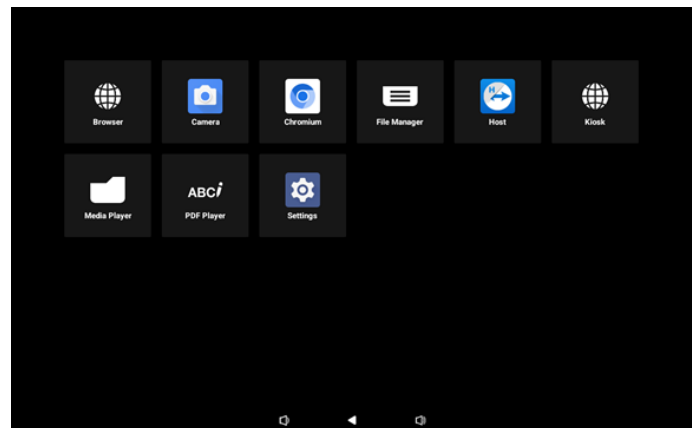 Browser
Camera
Chromium
File Manager
H
Host
Kiosk
Media Player
ABCi
PDF Player
Settings